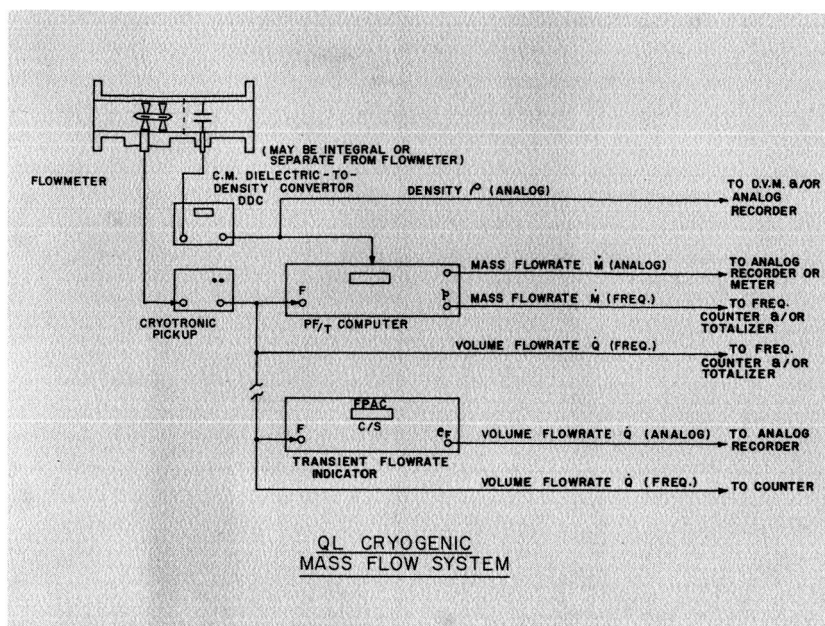 (MAY BE INTEGRAL OR
SEPARATE FROM FLOWMETER)
FLOWMETER
C.M. DIELECTRIC-TO-
DENSITY CONVERTOR
DDC
DENSITY ρ (ANALOG)
TO D.V.M. &/OR
ANALOG
RECORDER
CRYOTRONIC
PICKUP
F
ρ
PF/T COMPUTER
MASS FLOWRATE Ṁ (ANALOG)
TO ANALOG
RECORDER OR
METER
MASS FLOWRATE Ṁ (FREQ.)
TO FREQ.
COUNTER &/OR
TOTALIZER
VOLUME FLOWRATE Q̇ (FREQ.)
TO FREQ.
COUNTER &/OR
TOTALIZER
FPAC
C/S
F
eF
TRANSIENT FLOWRATE
INDICATOR
VOLUME FLOWRATE Q̇ (ANALOG)
TO ANALOG
RECORDER
VOLUME FLOWRATE Q̇ (FREQ.)
TO COUNTER
QL CRYOGENIC
MASS FLOW SYSTEM